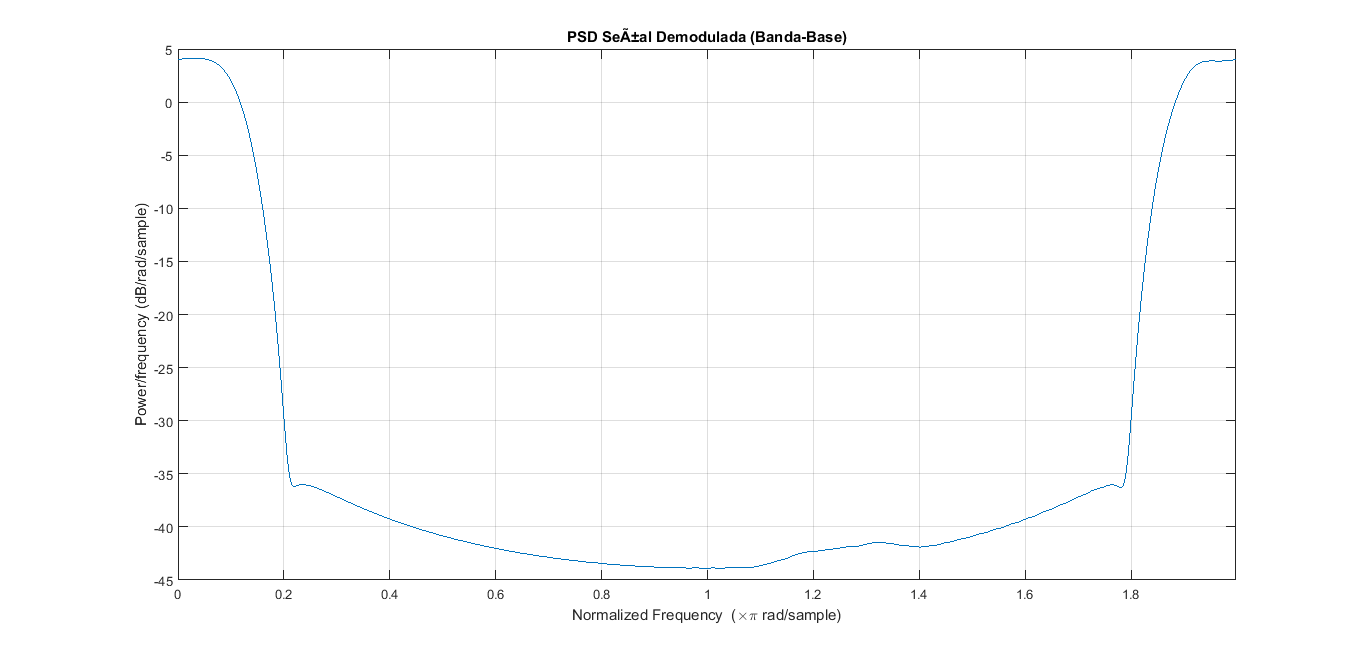 PSD SeÃ±al Demodulada (Banda-Base)
5
0
-5
-10
-15
-20
-25
-30
-35
-40
-45
Power/frequency (dB/rad/sample)
0 0.2 0.4 0.6 0.8 1 1.2 1.4 1.6 1.8
Normalized Frequency (×π rad/sample)